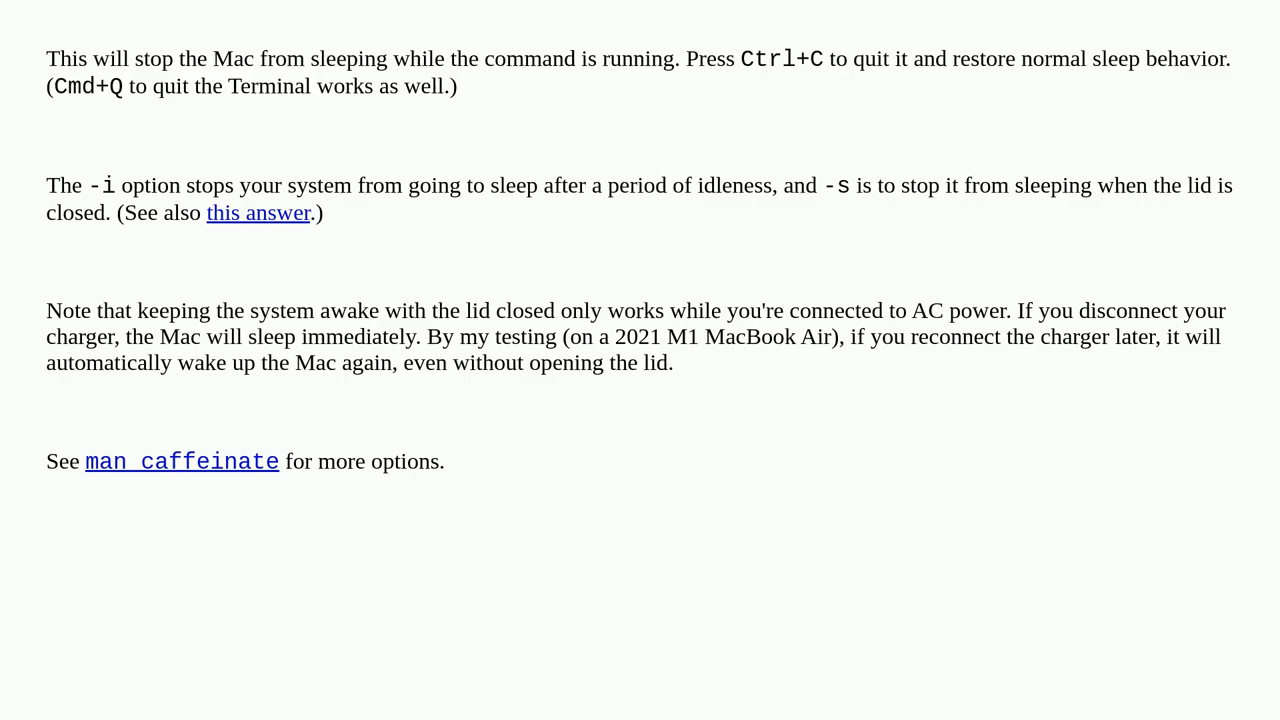 This will stop the Mac from sleeping while the command is running. Press Ctrl+C to quit it and restore normal sleep behavior.
(Cmd+Q to quit the Terminal works as well.)
The -i option stops your system from going to sleep after a period of idleness, and -s is to stop it from sleeping when the lid is
closed. (See also this answer.)
Note that keeping the system awake with the lid closed only works while you're connected to AC power. If you disconnect your
charger, the Mac will sleep immediately. By my testing (on a 2021 M1 MacBook Air), if you reconnect the charger later, it will
automatically wake up the Mac again, even without opening the lid.
See man caffeinate for more options.